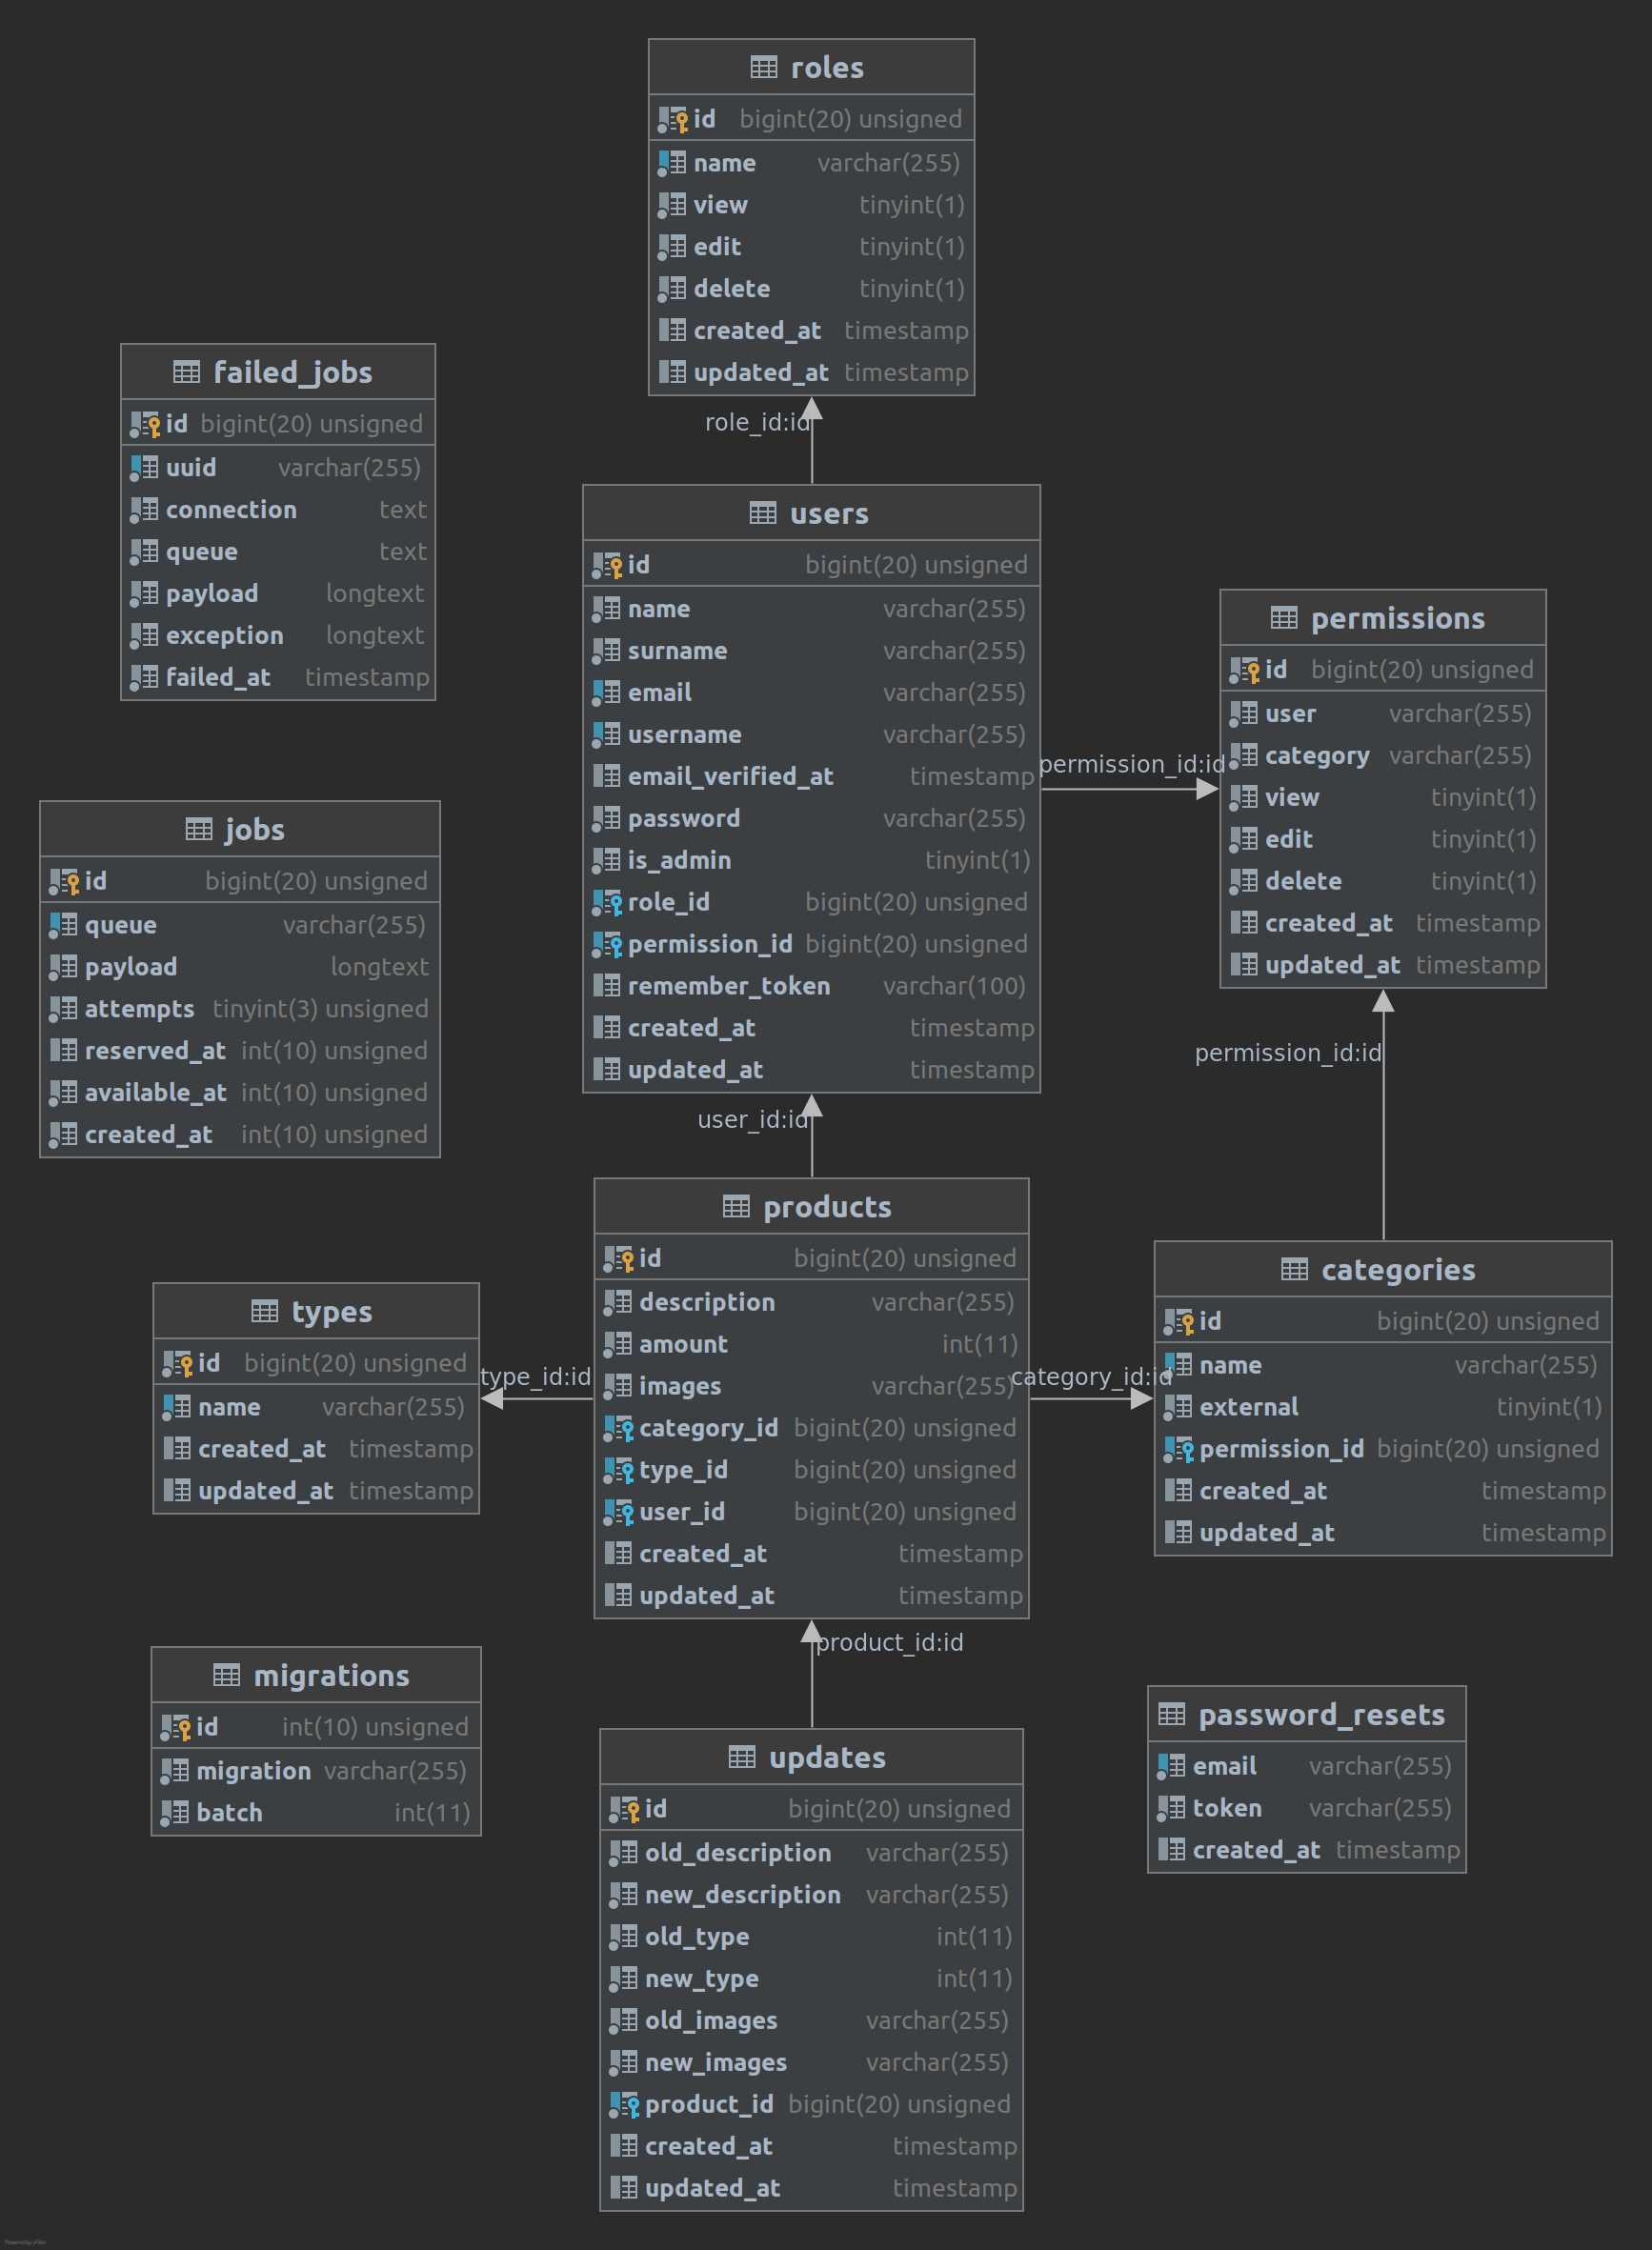 roles
id bigint(20) unsigned
name varchar(255)
view tinyint(1)
edit tinyint(1)
delete tinyint(1)
created_at timestamp
updated_at timestamp
role_id:id
failed_jobs
id bigint(20) unsigned
uuid varchar(255)
connection text
queue text
payload longtext
exception longtext
failed_at timestamp
users
id bigint(20) unsigned
name varchar(255)
surname varchar(255)
email varchar(255)
username varchar(255)
email_verified_at timestamp
password varchar(255)
is_admin tinyint(1)
role_id bigint(20) unsigned
permission_id bigint(20) unsigned
remember_token varchar(100)
created_at timestamp
updated_at timestamp
permission_id:id
permissions
id bigint(20) unsigned
user varchar(255)
category varchar(255)
view tinyint(1)
edit tinyint(1)
delete tinyint(1)
created_at timestamp
updated_at timestamp
permission_id:id
jobs
id bigint(20) unsigned
queue varchar(255)
payload longtext
attempts tinyint(3) unsigned
reserved_at int(10) unsigned
available_at int(10) unsigned
created_at int(10) unsigned
user_id:id
products
id bigint(20) unsigned
description varchar(255)
amount int(11)
images varchar(255)
category_id bigint(20) unsigned
type_id bigint(20) unsigned
user_id bigint(20) unsigned
created_at timestamp
updated_at timestamp
type_id:id
category_id:id
types
id bigint(20) unsigned
name varchar(255)
created_at timestamp
updated_at timestamp
categories
id bigint(20) unsigned
name varchar(255)
external tinyint(1)
permission_id bigint(20) unsigned
created_at timestamp
updated_at timestamp
product_id:id
migrations
id int(10) unsigned
migration varchar(255)
batch int(11)
updates
id bigint(20) unsigned
old_description varchar(255)
new_description varchar(255)
old_type int(11)
new_type int(11)
old_images varchar(255)
new_images varchar(255)
product_id bigint(20) unsigned
created_at timestamp
updated_at timestamp
password_resets
email varchar(255)
token varchar(255)
created_at timestamp
Powered by yFiles